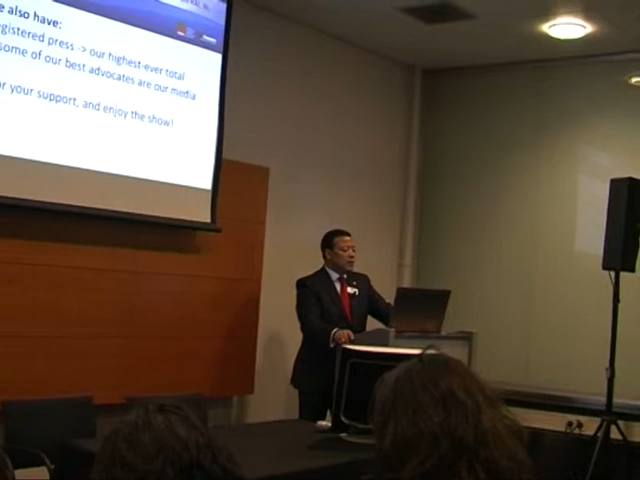 also have:
press -> our highest-ever total
some of our best advocates are our media
your support, and enjoy the show!